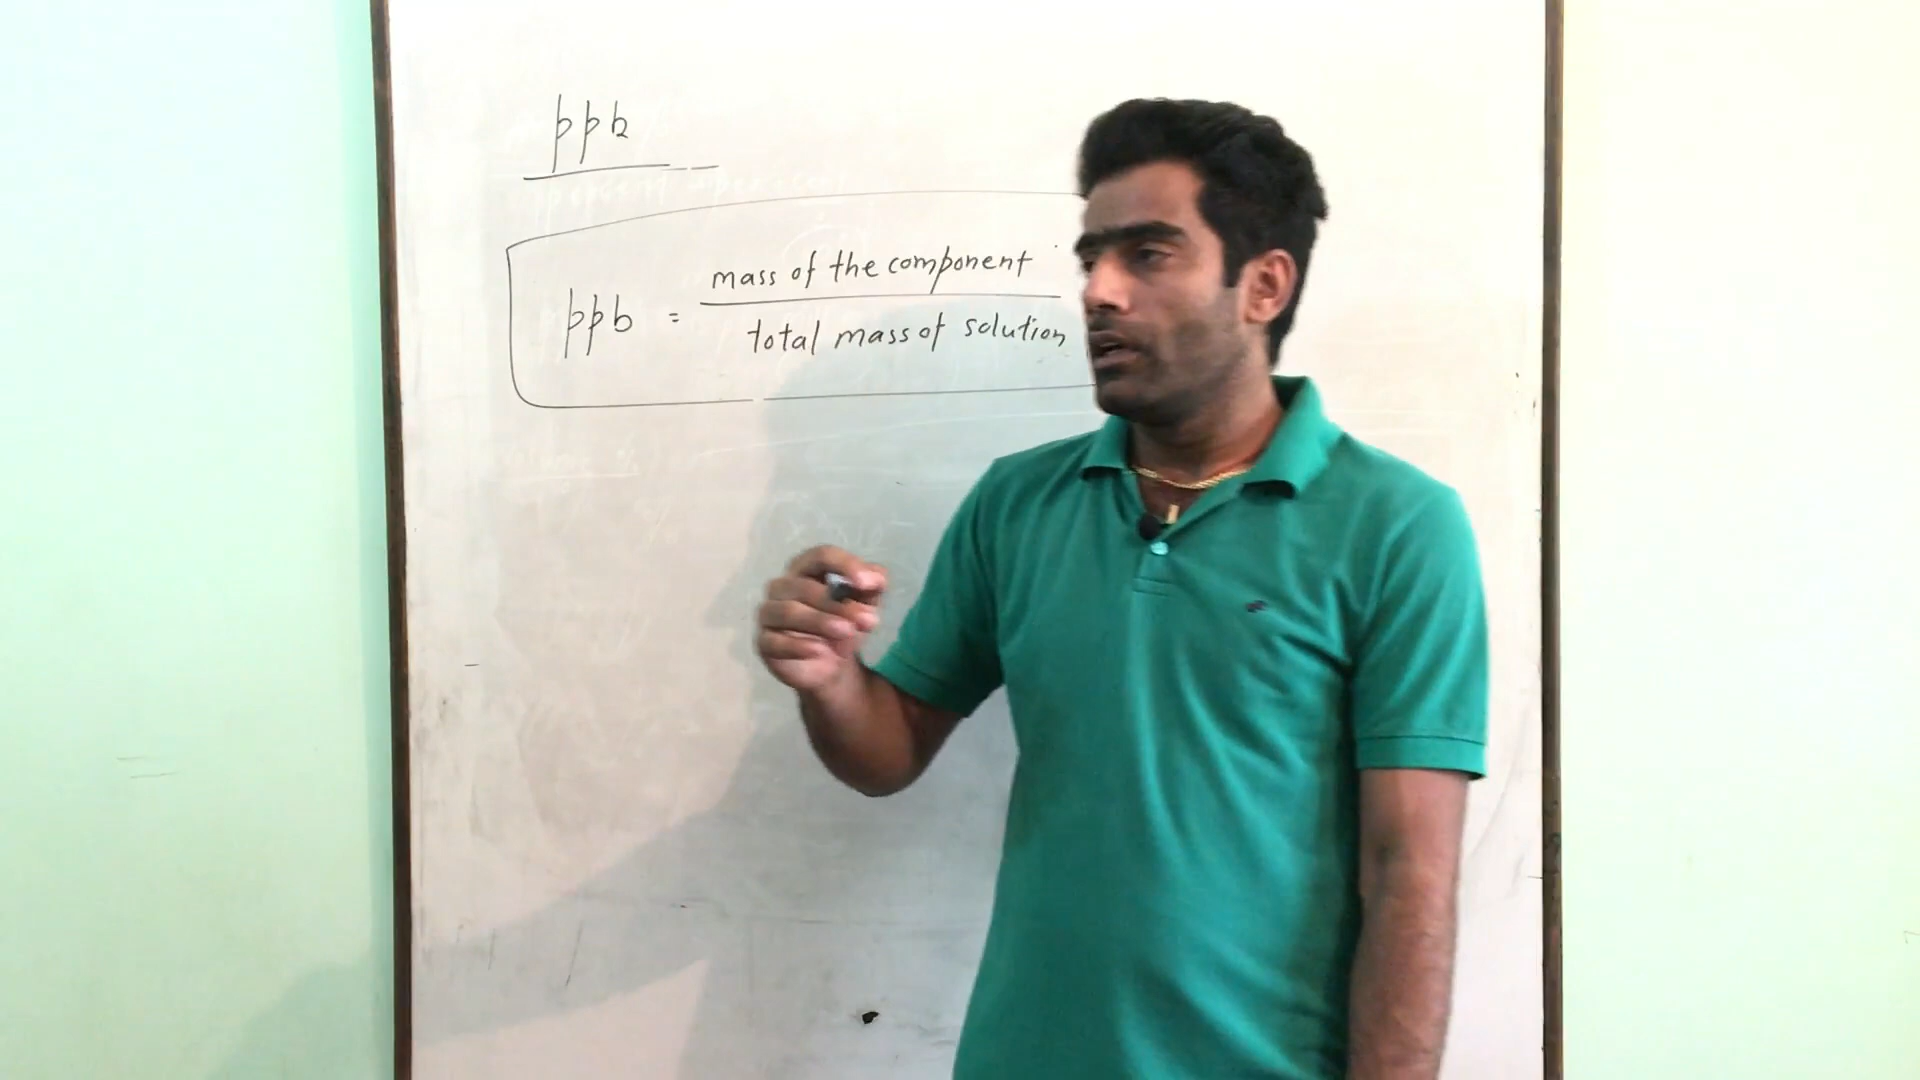 ppb
ppb = mass of the component
total mass of solution